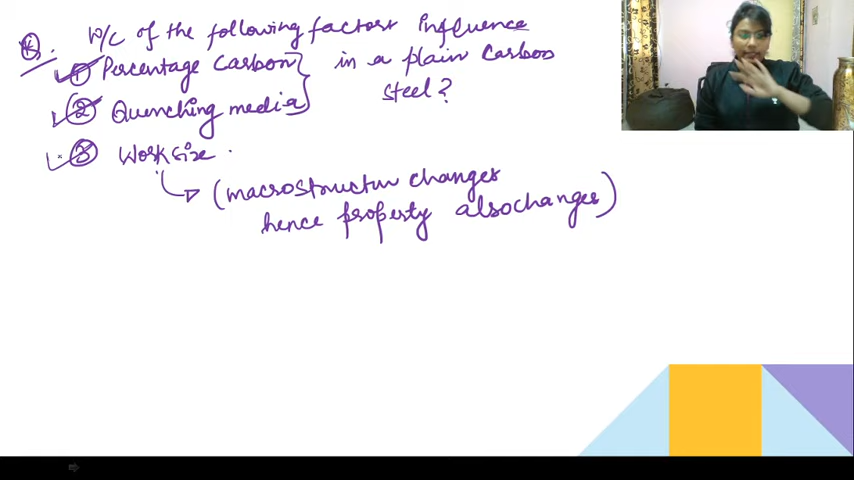 Q. W/C of the following factors Influence
① Percentage Carbon } in a plain Carbon
② Quenching media steel?
③ Work size.
(macrostructur changes
hence property also changes)